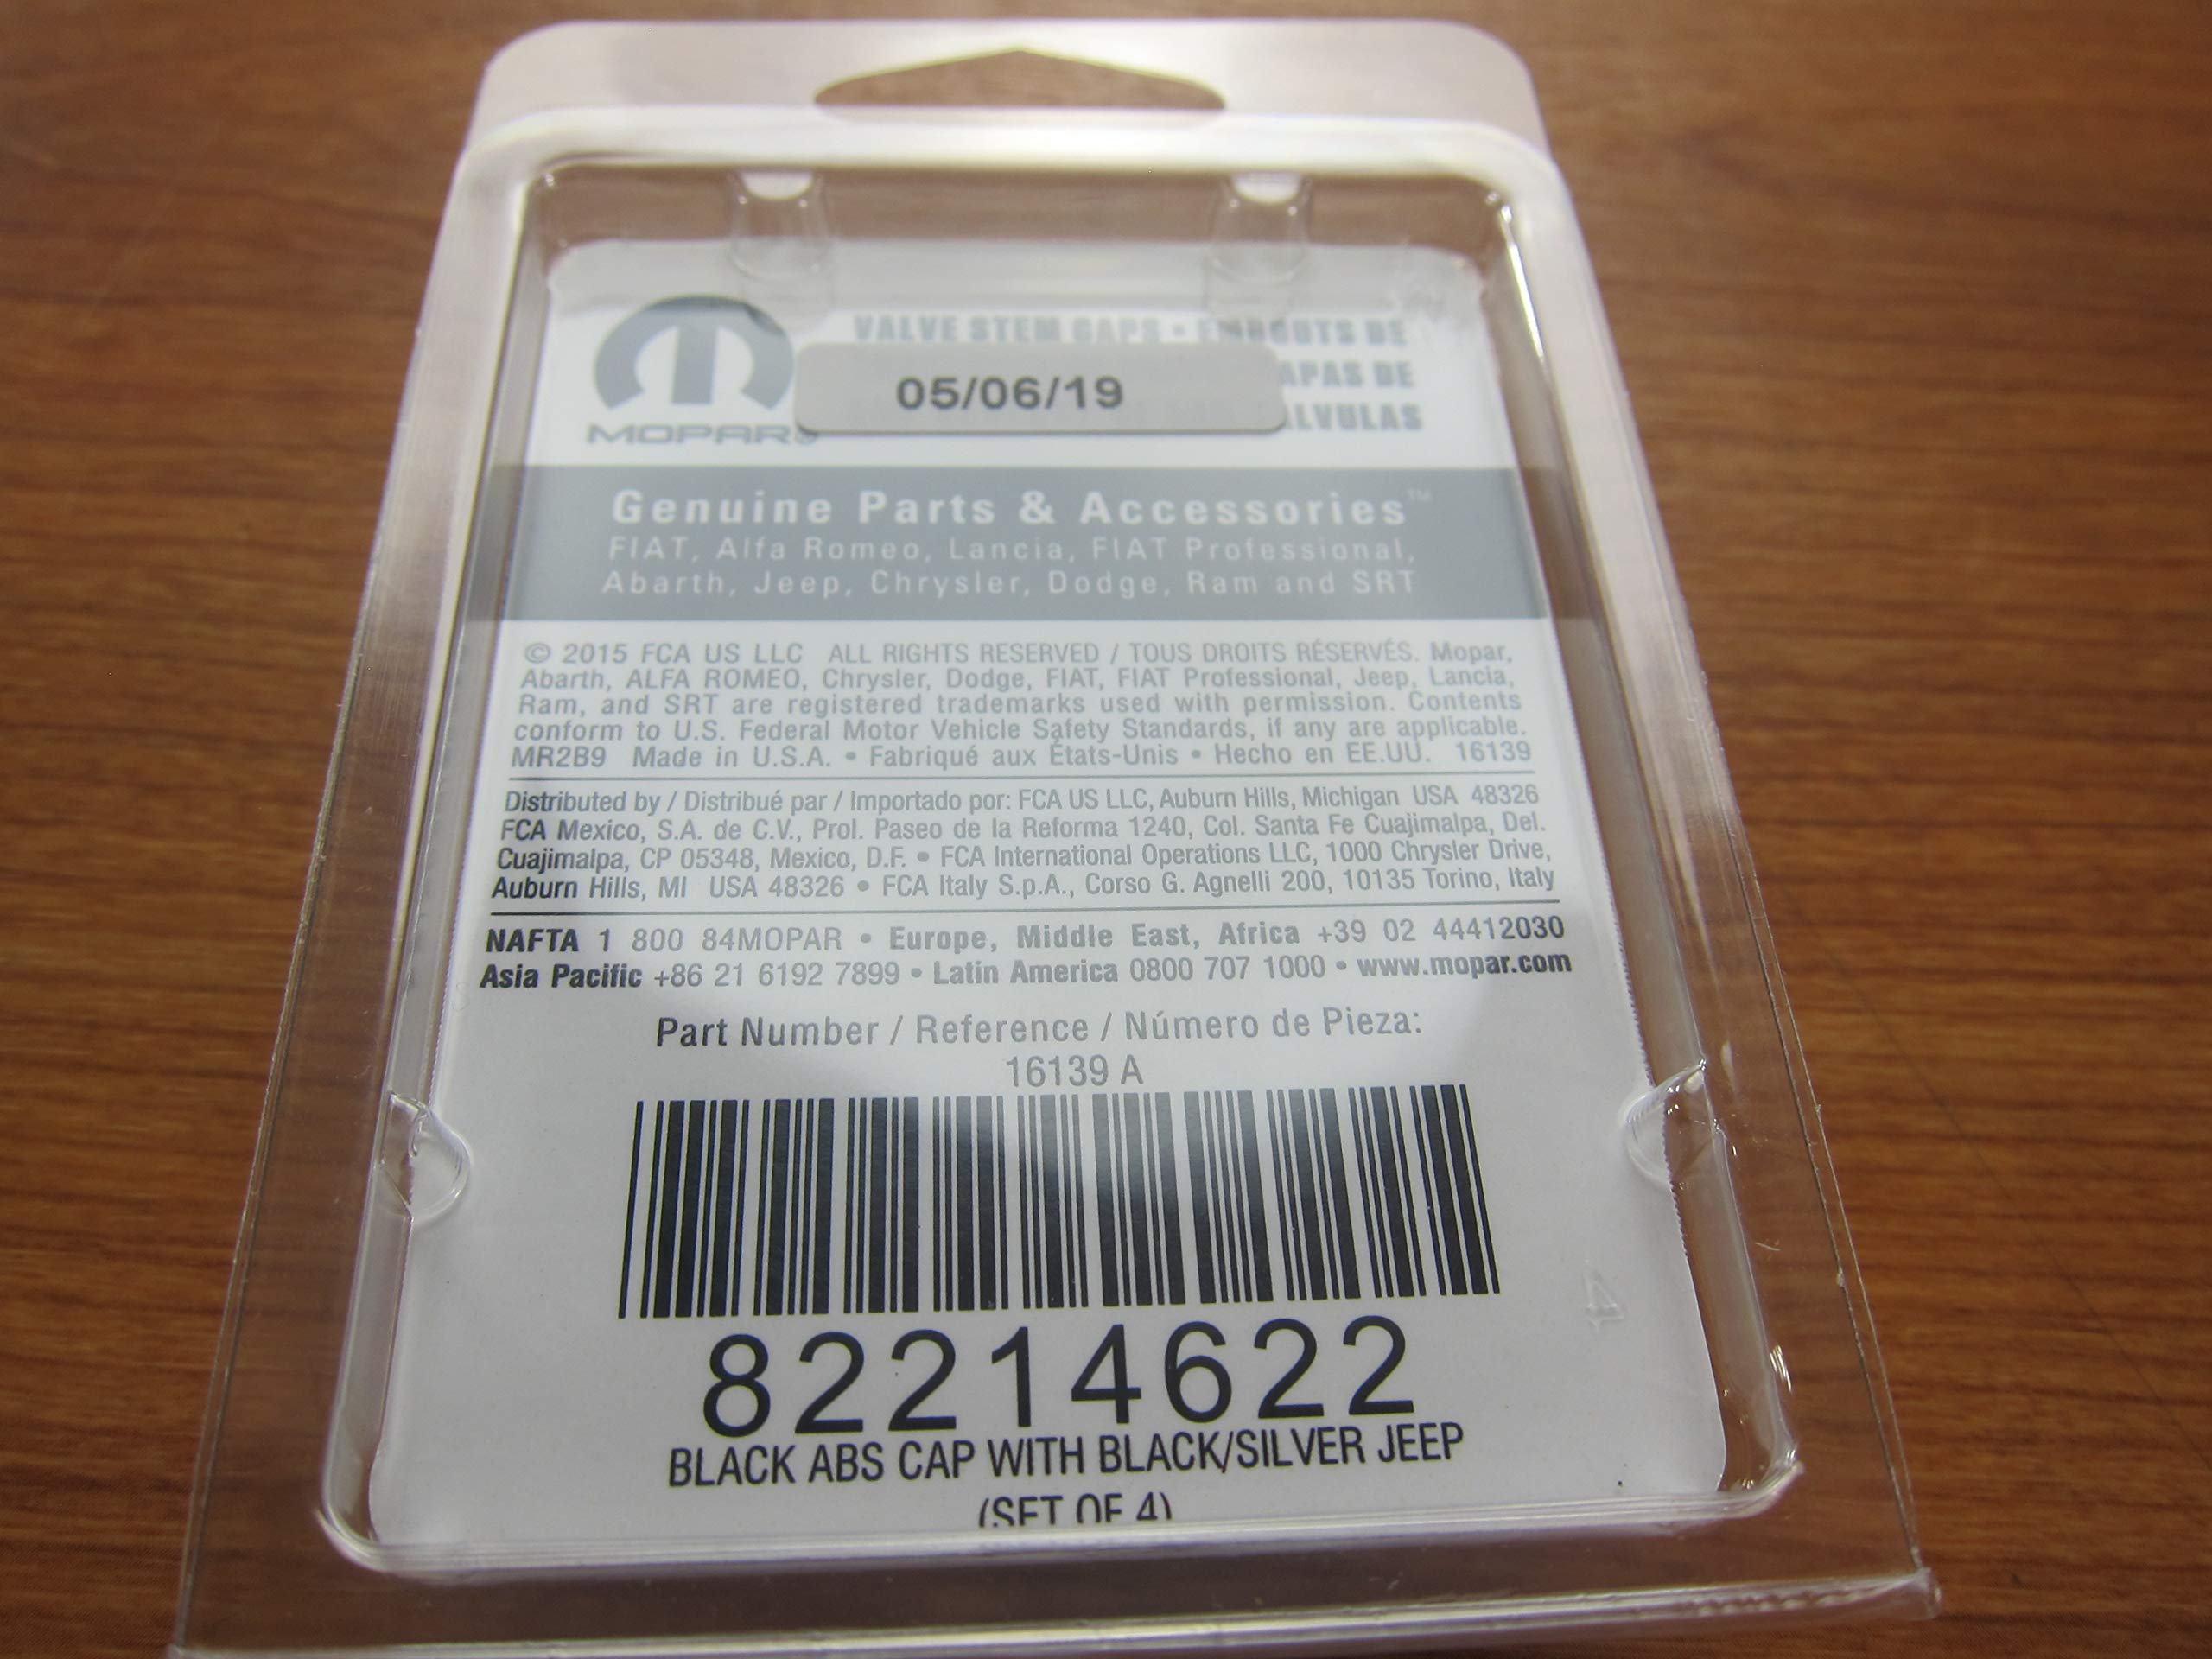 MOPAR®
VALVE STEM CAPS • EMBOUTS DE
APAS DE
ALVULAS
05/06/19
Genuine Parts & Accessories™
FIAT, Alfa Romeo, Lancia, FIAT Professional,
Abarth, Jeep, Chrysler, Dodge, Ram and SRT
© 2015 FCA US LLC ALL RIGHTS RESERVED / TOUS DROITS RÉSERVÉS. Mopar,
Abarth, ALFA ROMEO, Chrysler, Dodge, FIAT, FIAT Professional, Jeep, Lancia,
Ram, and SRT are registered trademarks used with permission. Contents
conform to U.S. Federal Motor Vehicle Safety Standards, if any are applicable.
MR2B9 Made in U.S.A. • Fabriqué aux États-Unis • Hecho en EE.UU. 16139
Distributed by / Distribué par / Importado por: FCA US LLC, Auburn Hills, Michigan USA 48326
FCA Mexico, S.A. de C.V., Prol. Paseo de la Reforma 1240, Col. Santa Fe Cuajimalpa, Del.
Cuajimalpa, CP 05348, Mexico, D.F. • FCA International Operations LLC, 1000 Chrysler Drive,
Auburn Hills, MI USA 48326 • FCA Italy S.p.A., Corso G. Agnelli 200, 10135 Torino, Italy
NAFTA 1 800 84MOPAR • Europe, Middle East, Africa +39 02 44412030
Asia Pacific +86 21 6192 7899 • Latin America 0800 707 1000 • www.mopar.com
Part Number / Reference / Número de Pieza:
16139 A
82214622
BLACK ABS CAP WITH BLACK/SILVER JEEP
(SET OF 4)
4